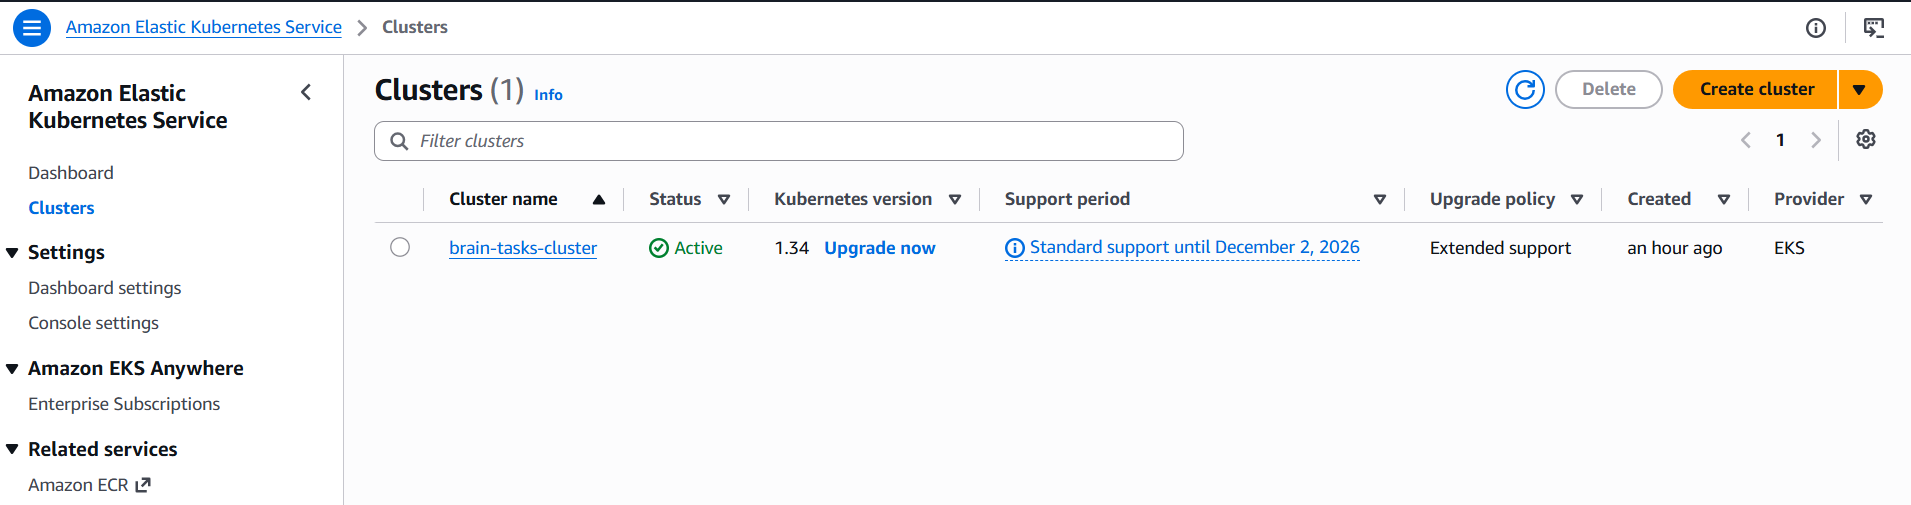 Amazon Elastic Kubernetes Service > Clusters
Amazon Elastic
Kubernetes Service
Dashboard
Clusters
Settings
Dashboard settings
Console settings
Amazon EKS Anywhere
Enterprise Subscriptions
Related services
Amazon ECR
Clusters (1) Info
Delete
Create cluster
Filter clusters
1
Cluster name Status Kubernetes version Support period Upgrade policy Created Provider
brain-tasks-cluster Active 1.34 Upgrade now Standard support until December 2, 2026 Extended support an hour ago EKS